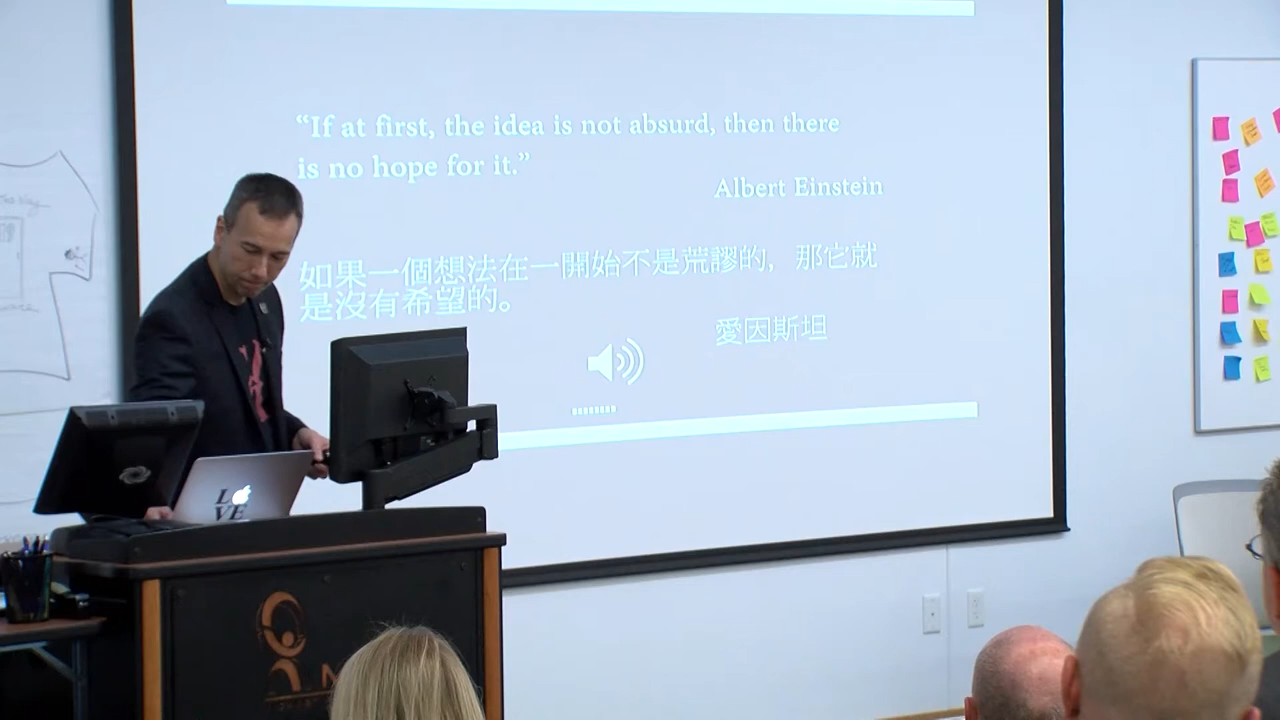 “If at first, the idea is not absurd, then there
is no hope for it.”
Albert Einstein
如果一個想法在一開始不是荒謬的，那它就
是沒有希望的。
愛因斯坦
LO
VE